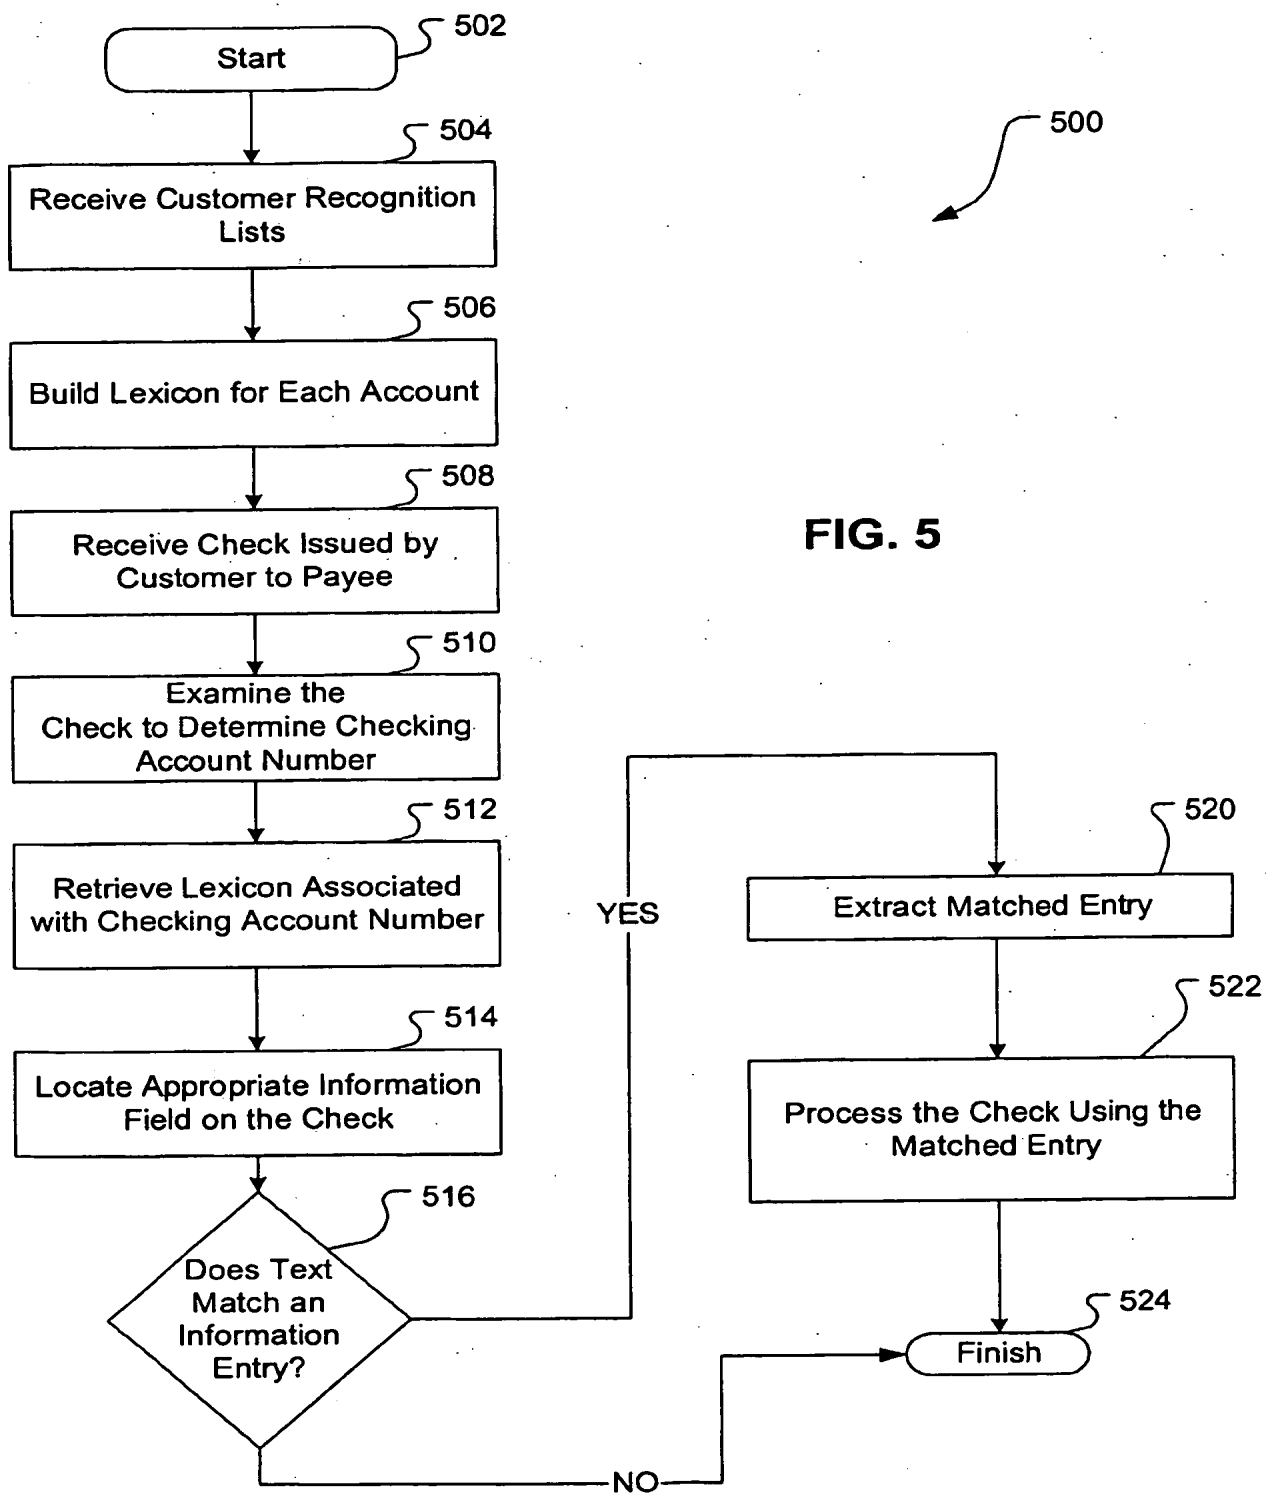 502
Start
504
500
Receive Customer Recognition
Lists
506
Build Lexicon for Each Account
508
FIG. 5
Receive Check Issued by
Customer to Payee
510
Examine the
Check to Determine Checking
Account Number
512
520
Retrieve Lexicon Associated
with Checking Account Number
YES
Extract Matched Entry
522
514
Locate Appropriate Information
Field on the Check
Process the Check Using the
Matched Entry
516
Does Text
Match an
Information
Entry?
524
Finish
NO